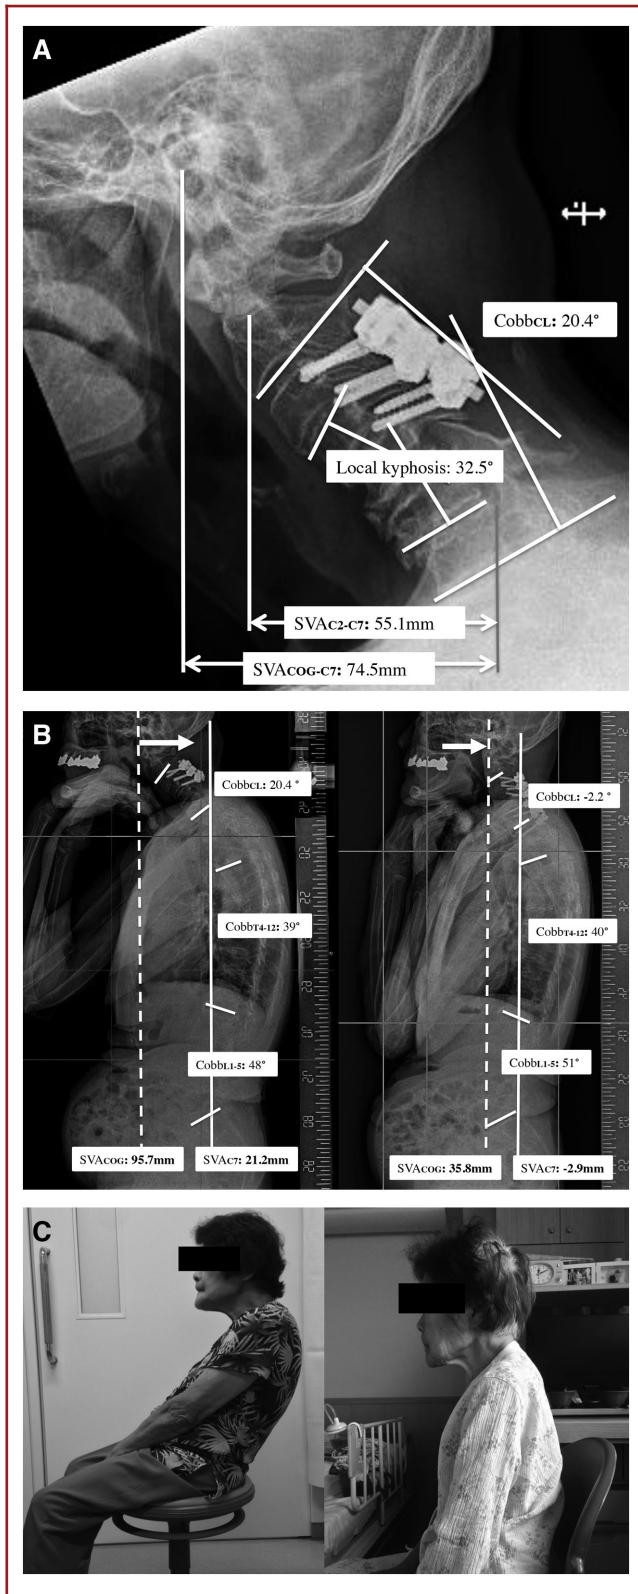 A
CobbCL: 20.4°
Local kyphosis: 32.5°
SVAC2-C7: 55.1mm
SVACOG-C7: 74.5mm
B
CobbCL: 20.4 °
CobbT4-12: 39°
CobbL1-5: 48°
SVACOG: 95.7mm
SVAC7: 21.2mm
CobbCL: -2.2 °
CobbT4-12: 40°
CobbL1-5: 51°
SVACOG: 35.8mm
SVAC7: -2.9mm
C